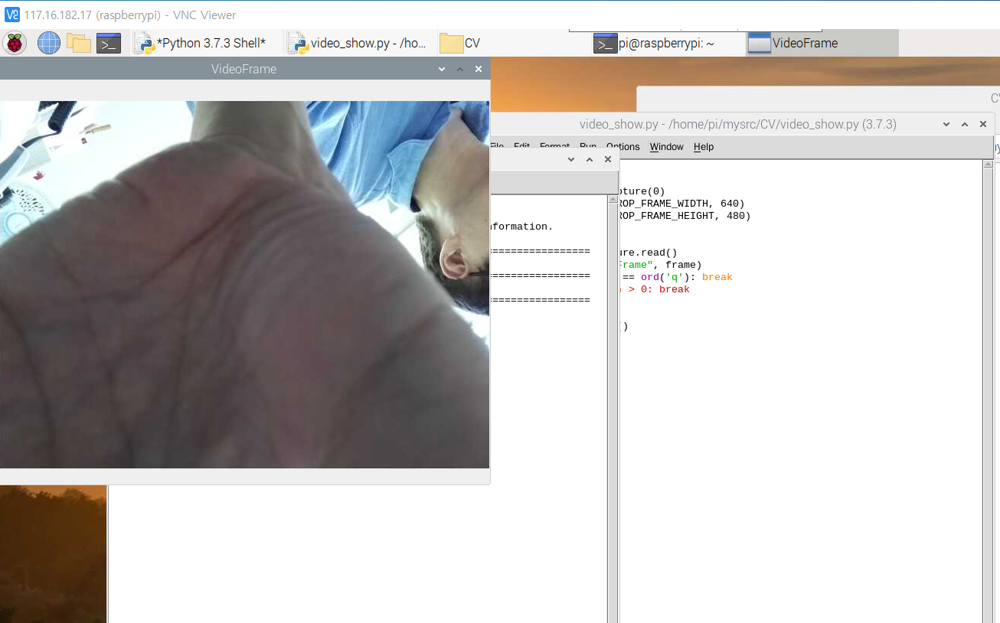 117.16.182.17 (raspberrypi) - VNC Viewer
*Python 3.7.3 Shell*
video_show.py - /ho...
CV
pi@raspberrypi: ~
VideoFrame
VideoFrame
video_show.py - /home/pi/mysrc/CV/video_show.py (3.7.3)
File Edit Format Run Options Window Help
pture(0)
ROP_FRAME_WIDTH, 640)
ROP_FRAME_HEIGHT, 480)
nformation.
=================
ure.read()
Frame", frame)
=================
== ord('q'): break
> 0: break
=================
()